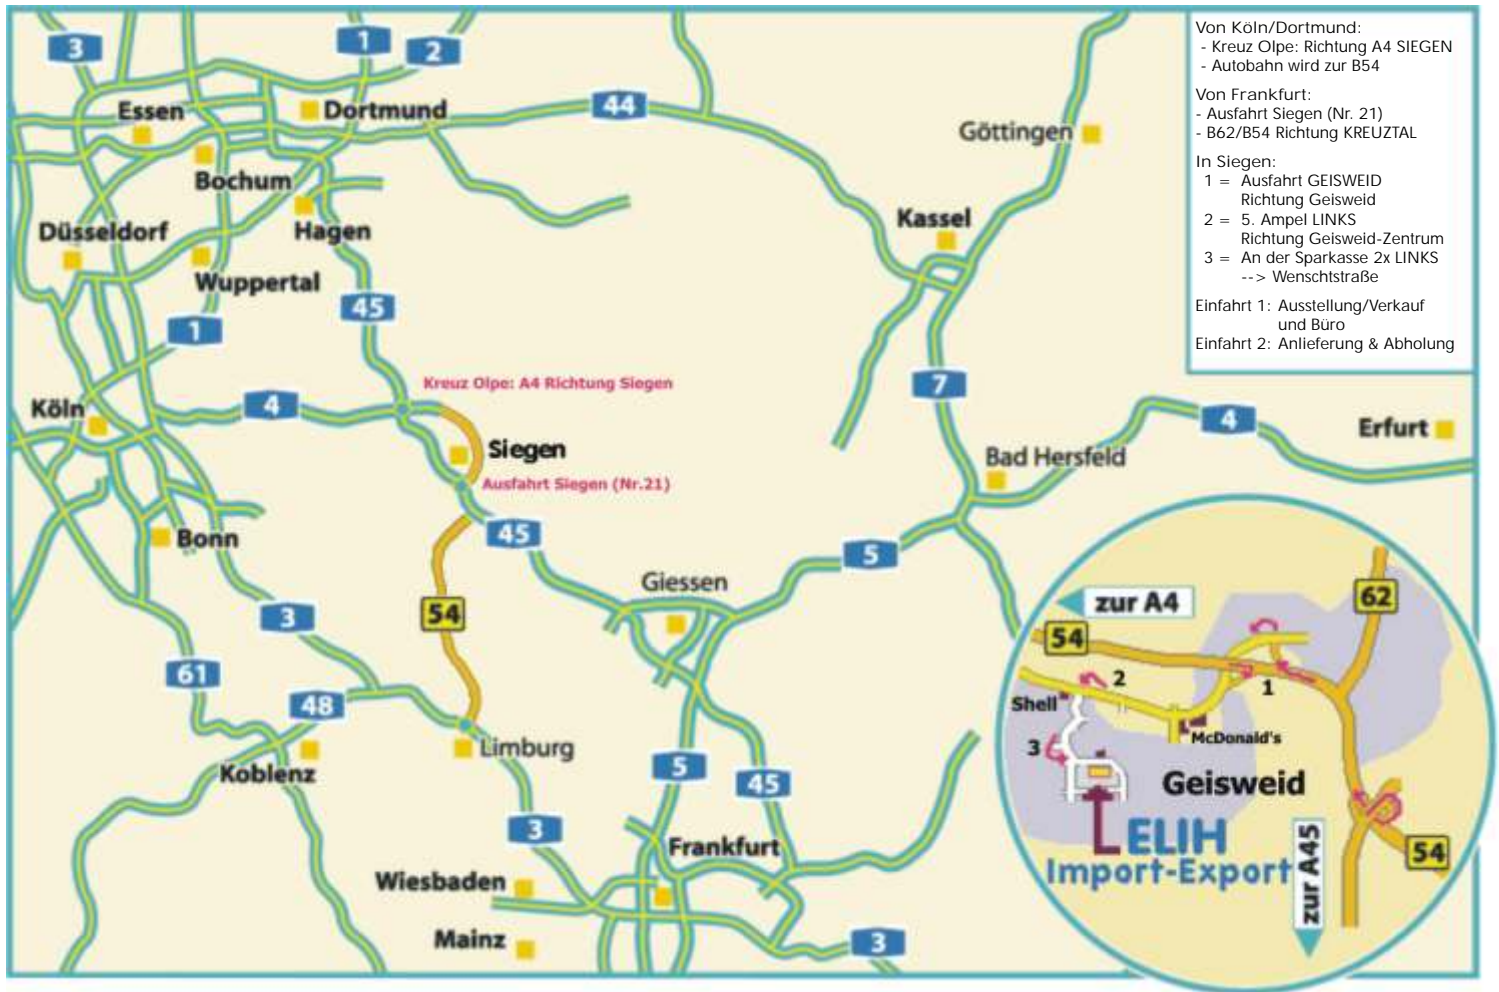 3
1
2
Essen
Dortmund
44
Göttingen
Bochum
Düsseldorf
Hagen
Kassel
Wuppertal
45
1
7
Kreuz Olpe: A4 Richtung Siegen
Köln
4
4
Erfurt
Siegen
Bad Hersfeld
Ausfahrt Siegen (Nr.21)
Bonn
45
5
Giessen
3
54
61
48
Limburg
Koblenz
5
45
3
Frankfurt
Wiesbaden
Mainz
3
Von Köln/Dortmund:
- Kreuz Olpe: Richtung A4 SIEGEN
- Autobahn wird zur B54
Von Frankfurt:
- Ausfahrt Siegen (Nr. 21)
- B62/B54 Richtung KREUZTAL
In Siegen:
1 = Ausfahrt GEISWEID
Richtung Geisweid
2 = 5. Ampel LINKS
Richtung Geisweid-Zentrum
3 = An der Sparkasse 2x LINKS
--> Wenschtstraße
Einfahrt 1: Ausstellung/Verkauf
und Büro
Einfahrt 2: Anlieferung & Abholung
zur A4
62
54
2
1
Shell
McDonald's
3
Geisweid
ELIH
Import-Export
zur A45
54